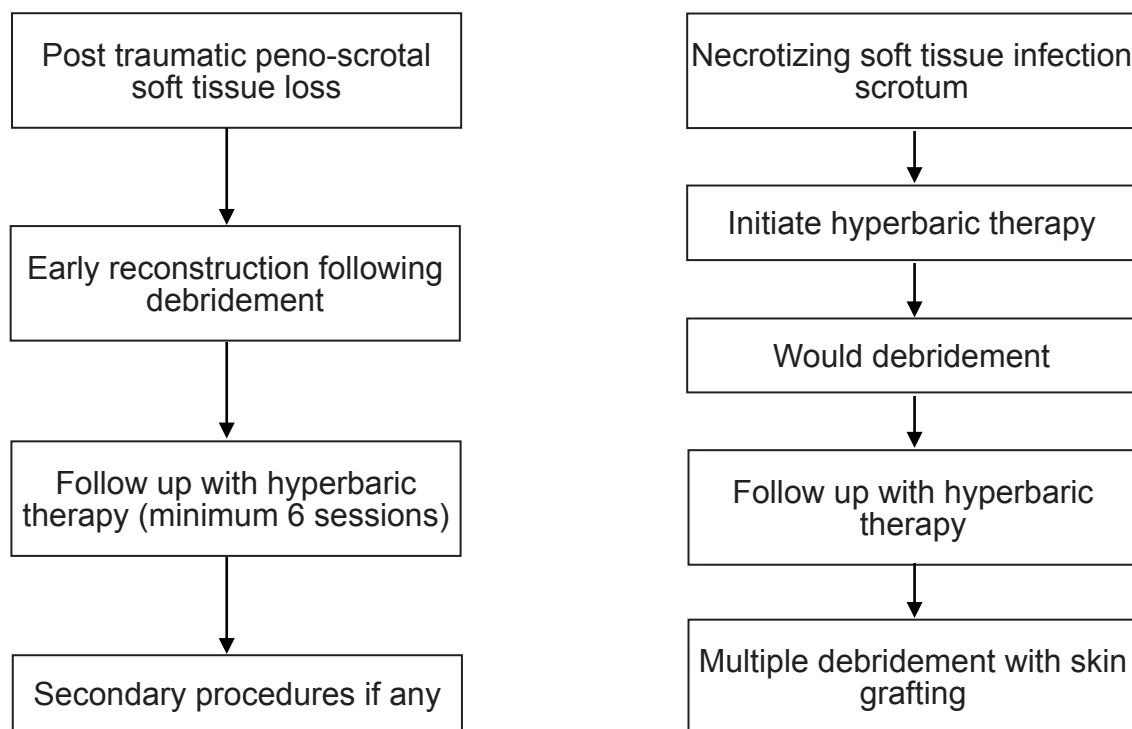 Post traumatic peno-scrotal
soft tissue loss
Early reconstruction following
debridement
Follow up with hyperbaric
therapy (minimum 6 sessions)
Secondary procedures if any
Necrotizing soft tissue infection
scrotum
Initiate hyperbaric therapy
Would debridement
Follow up with hyperbaric
therapy
Multiple debridement with skin
grafting